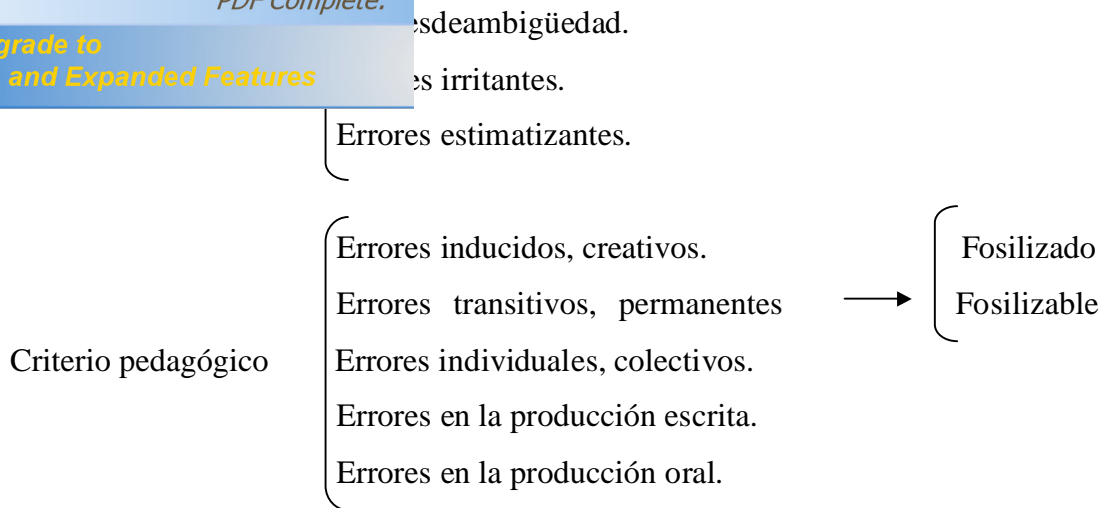 PDF Complete.
grade to
and Expanded Features
esdeambigüedad.
es irritantes.
Errores estimatizantes.
Errores inducidos, creativos.
Errores transitivos, permanentes
Fosilizado
Fosilizable
Criterio pedagógico
Errores individuales, colectivos.
Errores en la producción escrita.
Errores en la producción oral.